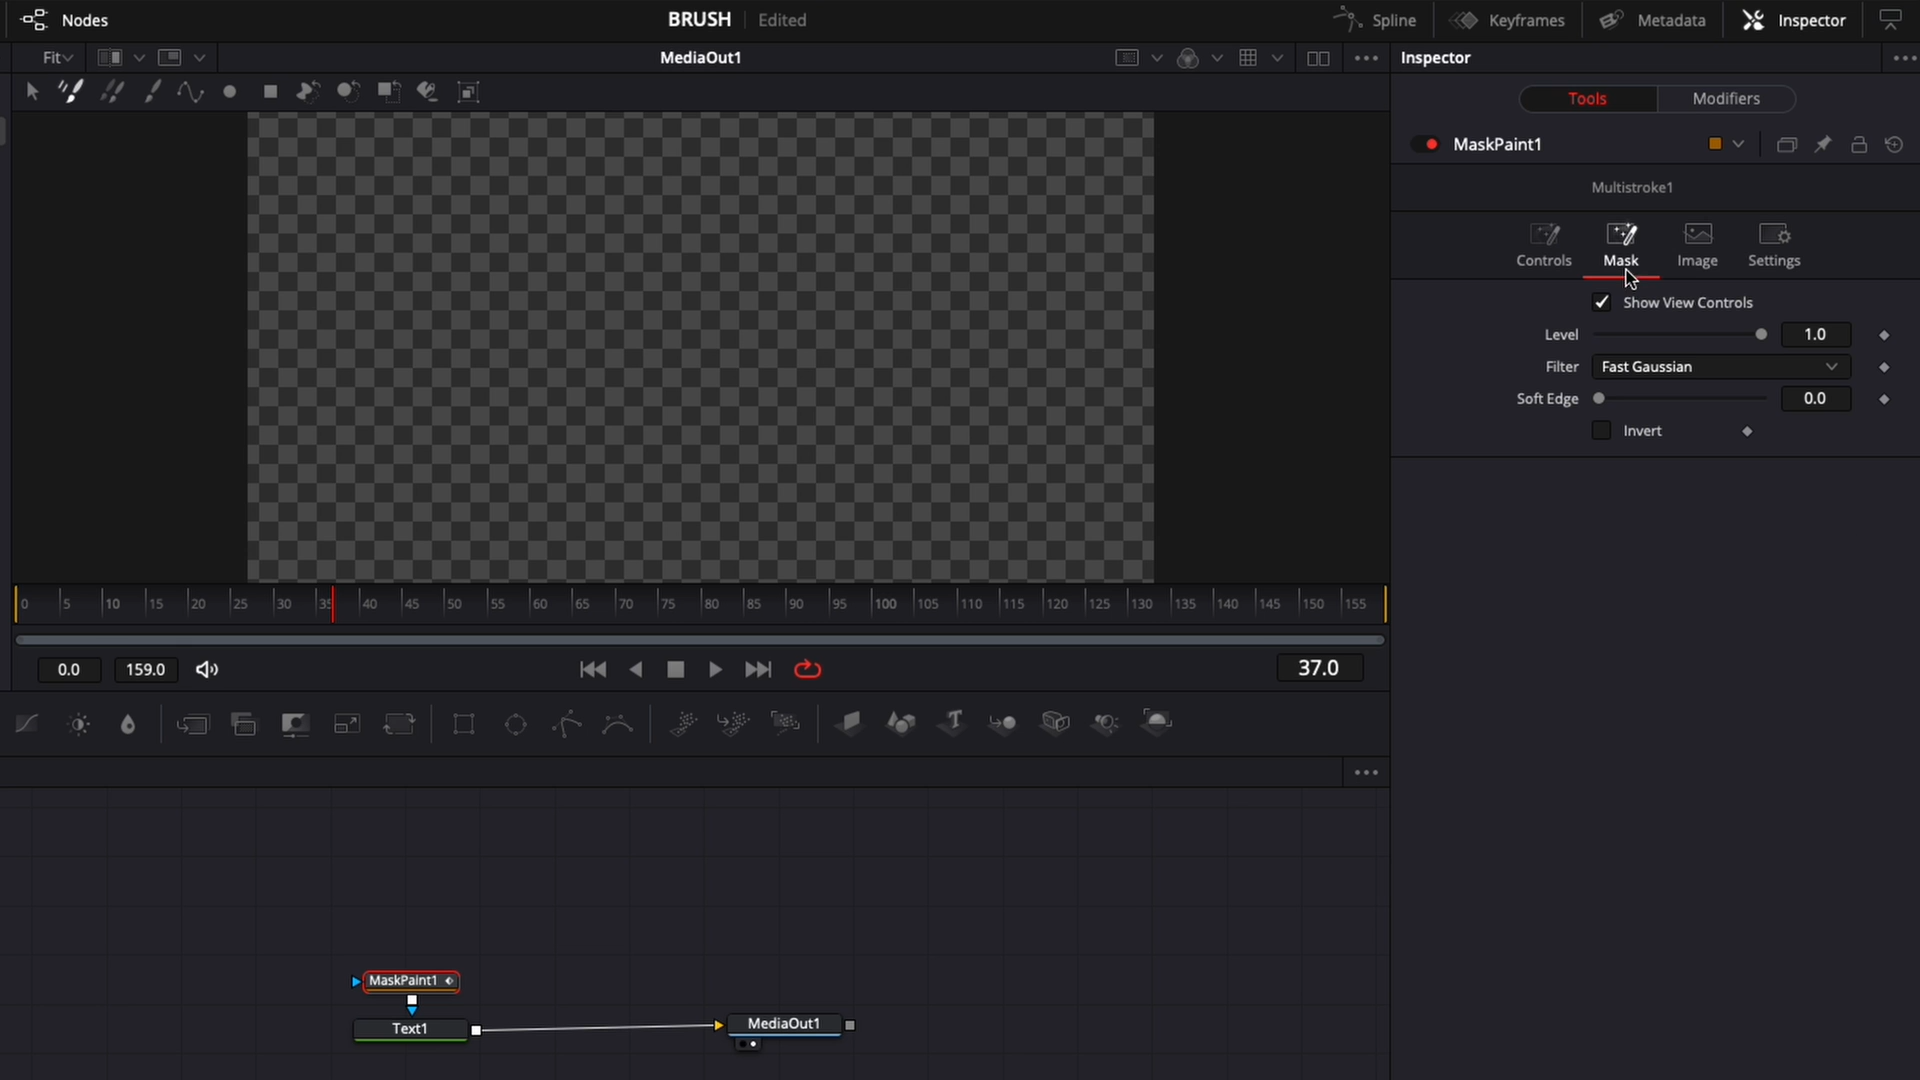 Nodes
BRUSH Edited
Spline Keyframes Metadata Inspector
Fit
MediaOut1
Inspector
Tools Modifiers
MaskPaint1
Multistroke1
Controls Mask Image Settings
Show View Controls
Level 1.0
Filter Fast Gaussian
Soft Edge 0.0
Invert
0 5 10 15 20 25 30 35 40 45 50 55 60 65 70 75 80 85 90 95 100 105 110 115 120 125 130 135 140 145 150 155
0.0 159.0 37.0
MaskPaint1
Text1
MediaOut1